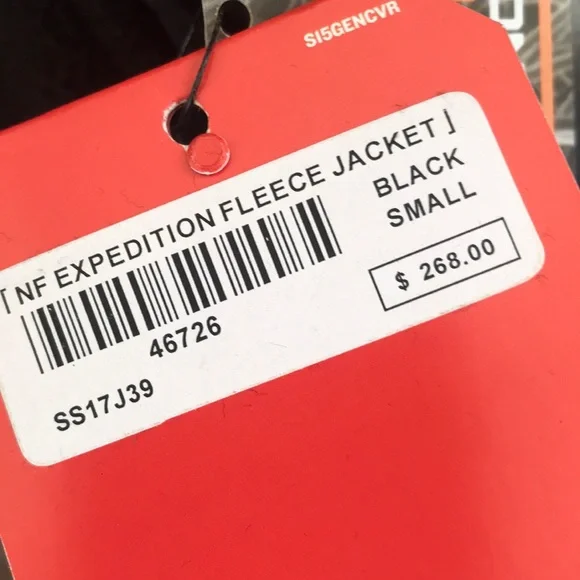 SI5GENCVR
[ NF EXPEDITION FLEECE JACKET ]
BLACK
SMALL
$ 268.00
46726
SS17J39